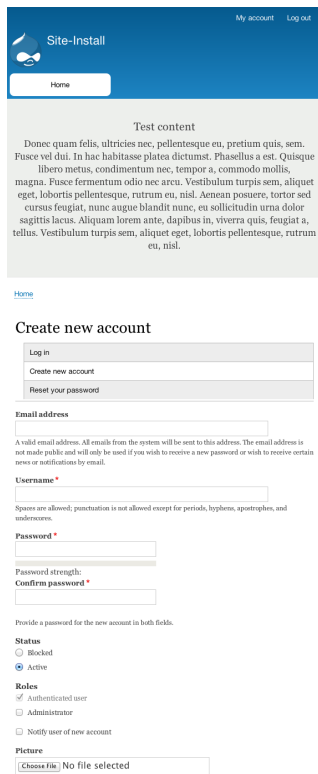 My account Log out
Site-Install
Home
Test content
Donec quam felis, ultricies nec, pellentesque eu, pretium quis, sem.
Fusce vel dui. In hac habitasse platea dictumst. Phasellus a est. Quisque
libero metus, condimentum nec, tempor a, commodo mollis,
magna. Fusce fermentum odio nec arcu. Vestibulum turpis sem, aliquet
eget, lobortis pellentesque, rutrum eu, nisl. Aenean posuere, tortor sed
cursus feugiat, nunc augue blandit nunc, eu sollicitudin urna dolor
sagittis lacus. Aliquam lorem ante, dapibus in, viverra quis, feugiat a,
tellus. Vestibulum turpis sem, aliquet eget, lobortis pellentesque, rutrum
eu, nisl.
Home
Create new account
Log in
Create new account
Reset your password
Email address
A valid email address. All emails from the system will be sent to this address. The email address is
not made public and will only be used if you wish to receive a new password or wish to receive certain
news or notifications by email.
Username *
Spaces are allowed; punctuation is not allowed except for periods, hyphens, apostrophes, and
underscores.
Password *
Password strength:
Confirm password *
Provide a password for the new account in both fields.
Status
Blocked
Active
Roles
Authenticated user
Administrator
Notify user of new account
Picture
Choose File No file selected